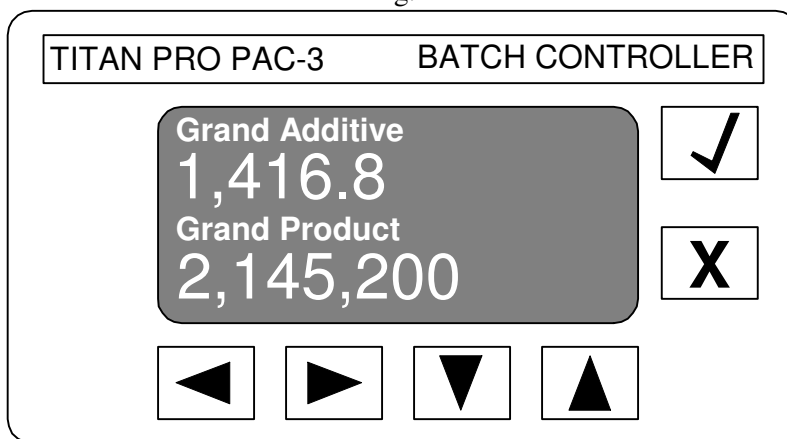 TITAN PRO PAC-3 BATCH CONTROLLER
Grand Additive
1,416.8
Grand Product
2,145,200
X